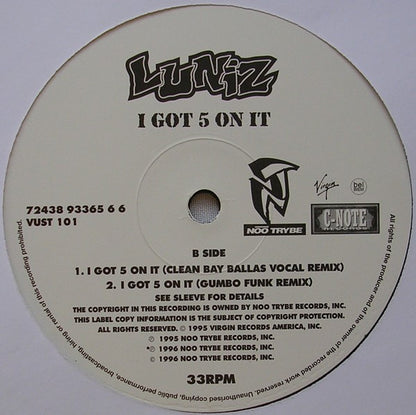 LUNIZ
I GOT 5 ON IT
72438 93365 6 6
VUST 101
NOO TRYBE
Virgin
C-NOTE
RECORDS
B SIDE
1. I GOT 5 ON IT (CLEAN BAY BALLAS VOCAL REMIX)
2. I GOT 5 ON IT (GUMBO FUNK REMIX)
SEE SLEEVE FOR DETAILS
THE COPYRIGHT IN THIS RECORDING IS OWNED BY NOO TRYBE RECORDS, INC.
THIS LABEL COPY INFORMATION IS THE SUBJECT OF COPYRIGHT PROTECTION.
ALL RIGHTS RESERVED. © 1995 VIRGIN RECORDS AMERICA, INC.
℗ 1995 NOO TRYBE RECORDS, INC.
*℗ 1996 NOO TRYBE RECORDS, INC.
© 1996 NOO TRYBE RECORDS, INC.
33RPM
All rights of the producer and of the owner of the recorded work reserved. Unauthorised copying, public performance, broadcasting, hiring or rental of this recording prohibited.